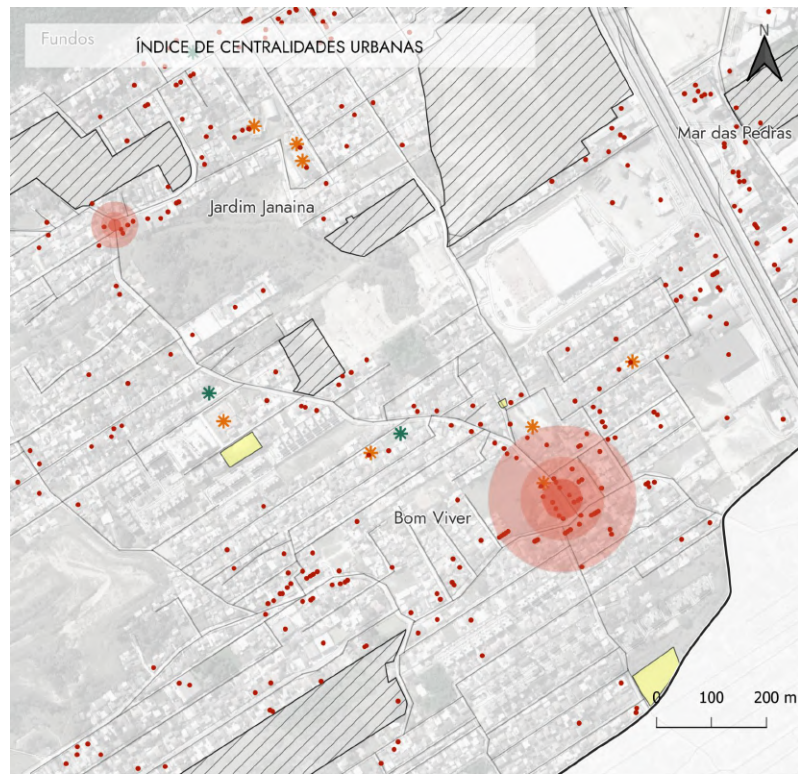 Fundos
ÍNDICE DE CENTRALIDADES URBANAS
N
Mar das Pedras
Jardim Janaina
Bom Viver
0 100 200 m